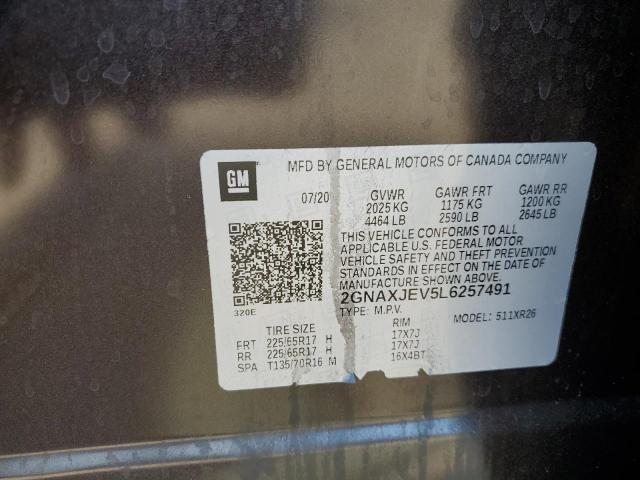 GM
MFD BY GENERAL MOTORS OF CANADA COMPANY
07/20 GVWR GAWR FRT GAWR RR
2025 KG 1175 KG 1200 KG
4464 LB 2590 LB 2645 LB
THIS VEHICLE CONFORMS TO ALL
APPLICABLE U.S. FEDERAL MOTOR
VEHICLE SAFETY AND THEFT PREVENTION
STANDARDS IN EFFECT ON THE DATE OF
MANUFACTURE SHOWN ABOVE.
320E
2GNAXJEV5L6257491
TYPE: M.P.V. MODEL: 511XR26
TIRE SIZE RIM
FRT 225/65R17 H 17X7J
RR 225/65R17 H 17X7J
SPA T135/70R16 M 16X4BT